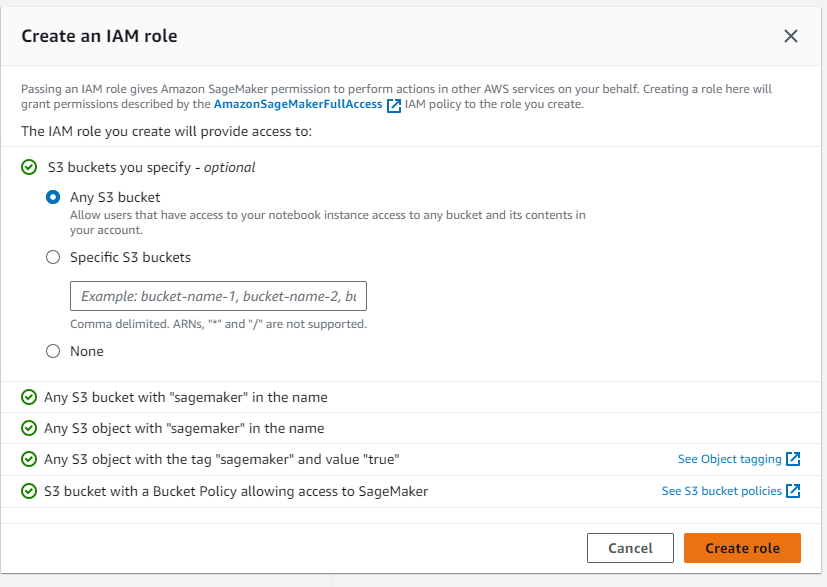 Create an IAM role
Passing an IAM role gives Amazon SageMaker permission to perform actions in other AWS services on your behalf. Creating a role here will
grant permissions described by the AmazonSageMakerFullAccess IAM policy to the role you create.
The IAM role you create will provide access to:
S3 buckets you specify - optional
Any S3 bucket
Allow users that have access to your notebook instance access to any bucket and its contents in
your account.
Specific S3 buckets
Example: bucket-name-1, bucket-name-2, bu
Comma delimited. ARNs, "*" and "/" are not supported.
None
Any S3 bucket with "sagemaker" in the name
Any S3 object with "sagemaker" in the name
Any S3 object with the tag "sagemaker" and value "true" See Object tagging
S3 bucket with a Bucket Policy allowing access to SageMaker See S3 bucket policies
Cancel Create role